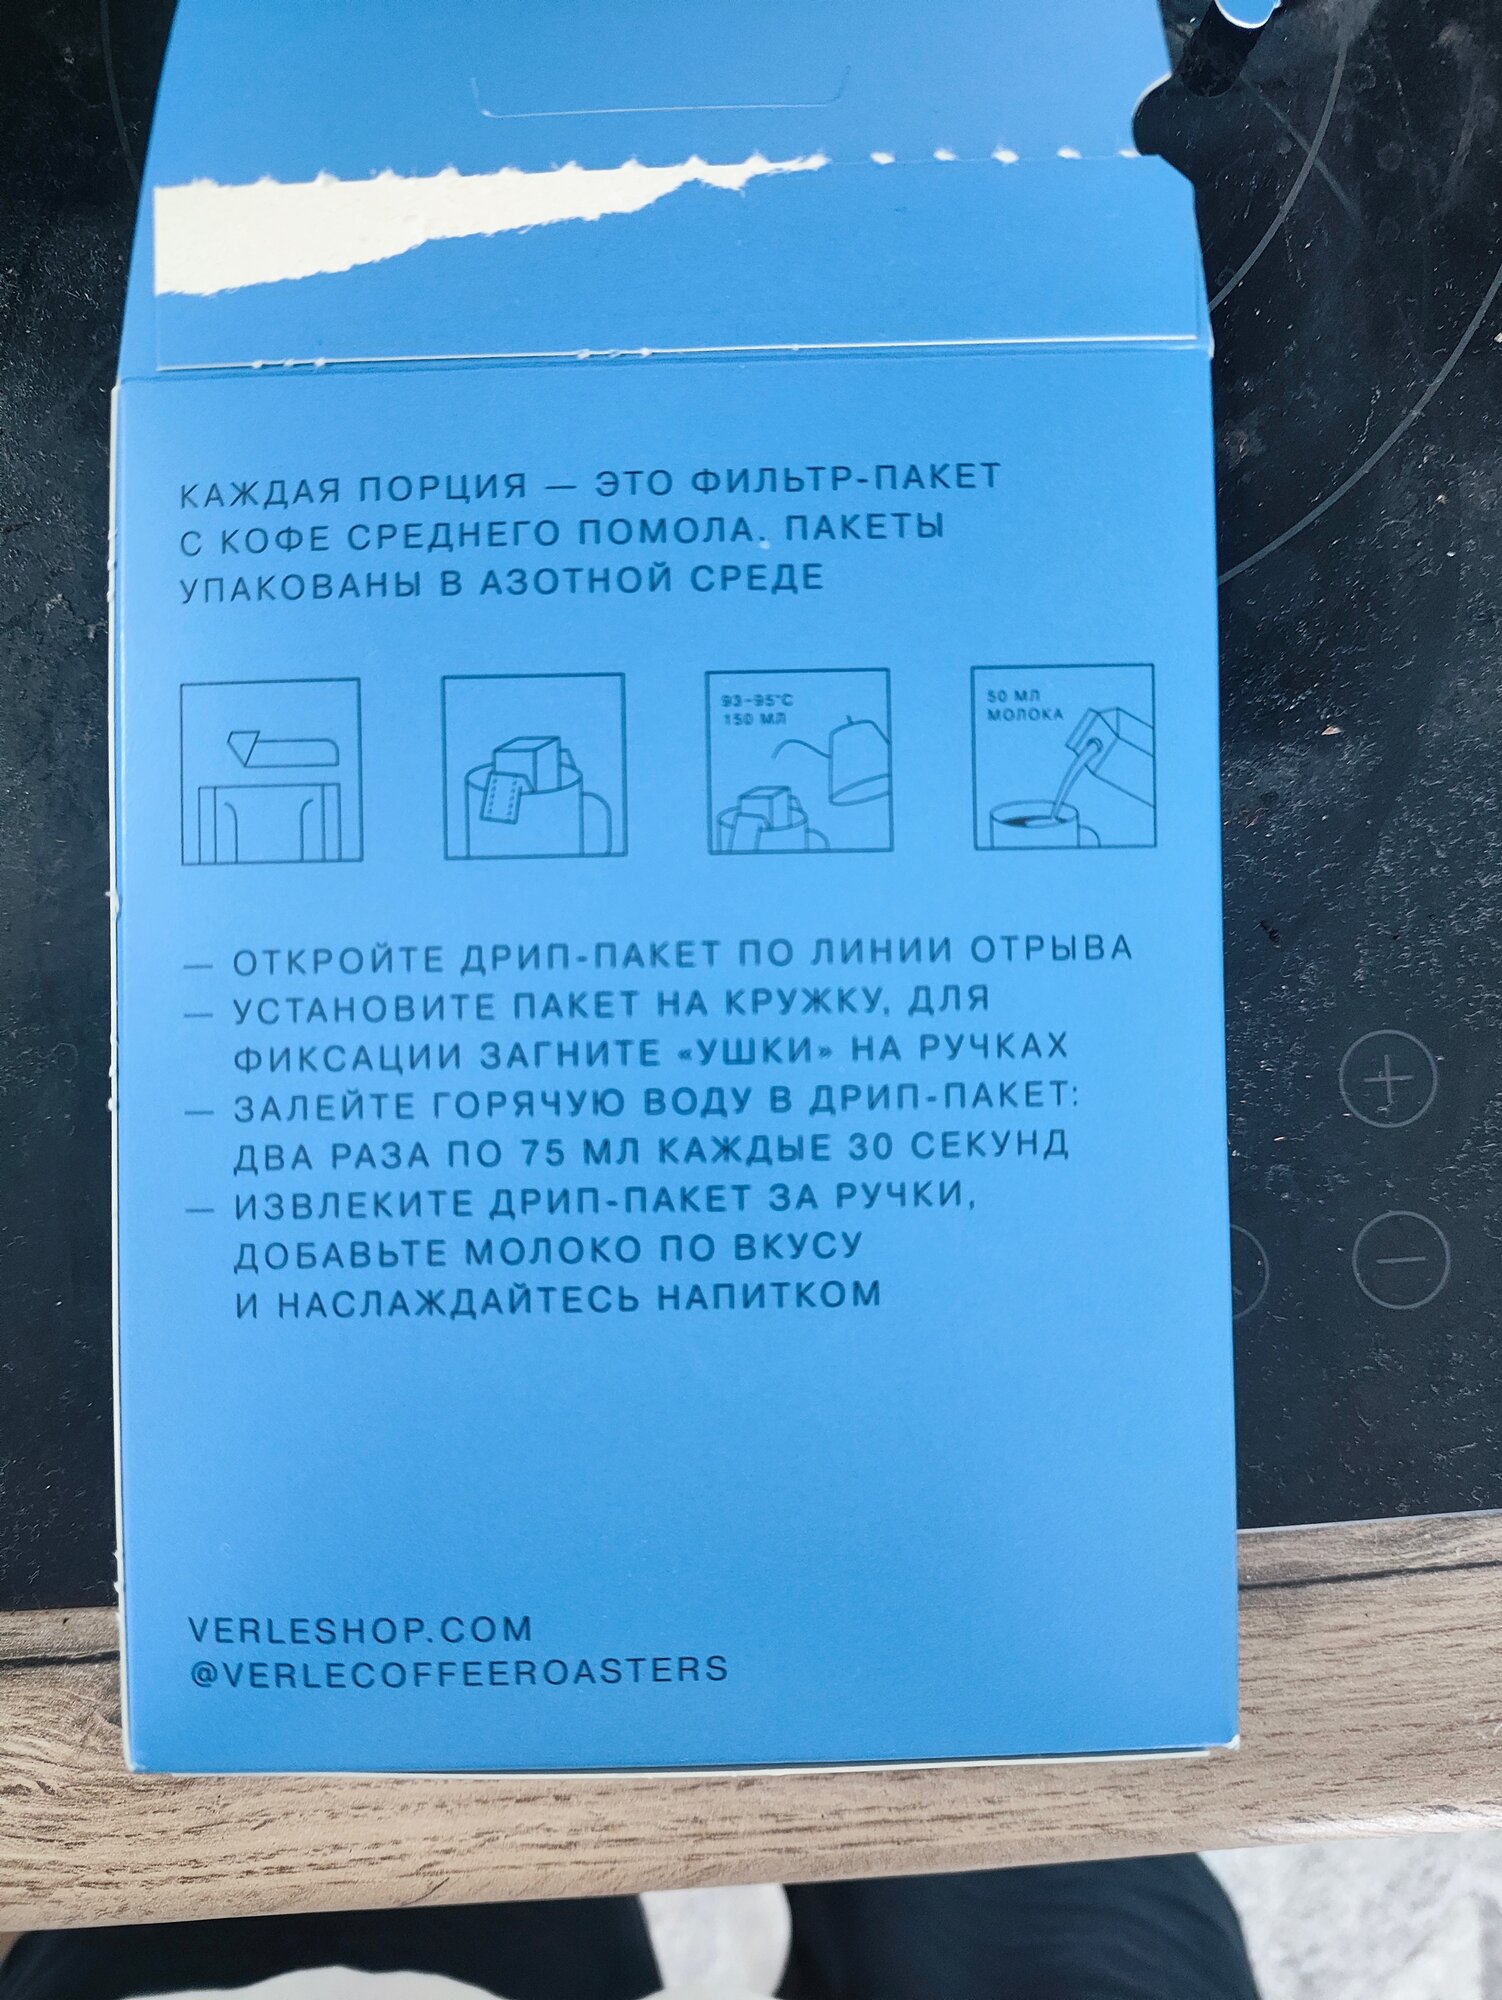 КАЖДАЯ ПОРЦИЯ — ЭТО ФИЛЬТР-ПАКЕТ
С КОФЕ СРЕДНЕГО ПОМОЛА. ПАКЕТЫ
УПАКОВАНЫ В АЗОТНОЙ СРЕДЕ
93-95°C
150 МЛ
50 МЛ
МОЛОКА
— ОТКРОЙТЕ ДРИП-ПАКЕТ ПО ЛИНИИ ОТРЫВА
— УСТАНОВИТЕ ПАКЕТ НА КРУЖКУ, ДЛЯ
ФИКСАЦИИ ЗАГНИТЕ «УШКИ» НА РУЧКАХ
— ЗАЛЕЙТЕ ГОРЯЧУЮ ВОДУ В ДРИП-ПАКЕТ:
ДВА РАЗА ПО 75 МЛ КАЖДЫЕ 30 СЕКУНД
— ИЗВЛЕКИТЕ ДРИП-ПАКЕТ ЗА РУЧКИ,
ДОБАВЬТЕ МОЛОКО ПО ВКУСУ
И НАСЛАЖДАЙТЕСЬ НАПИТКОМ
VERLESHOP.COM
@VERLECOFFEEROASTERS